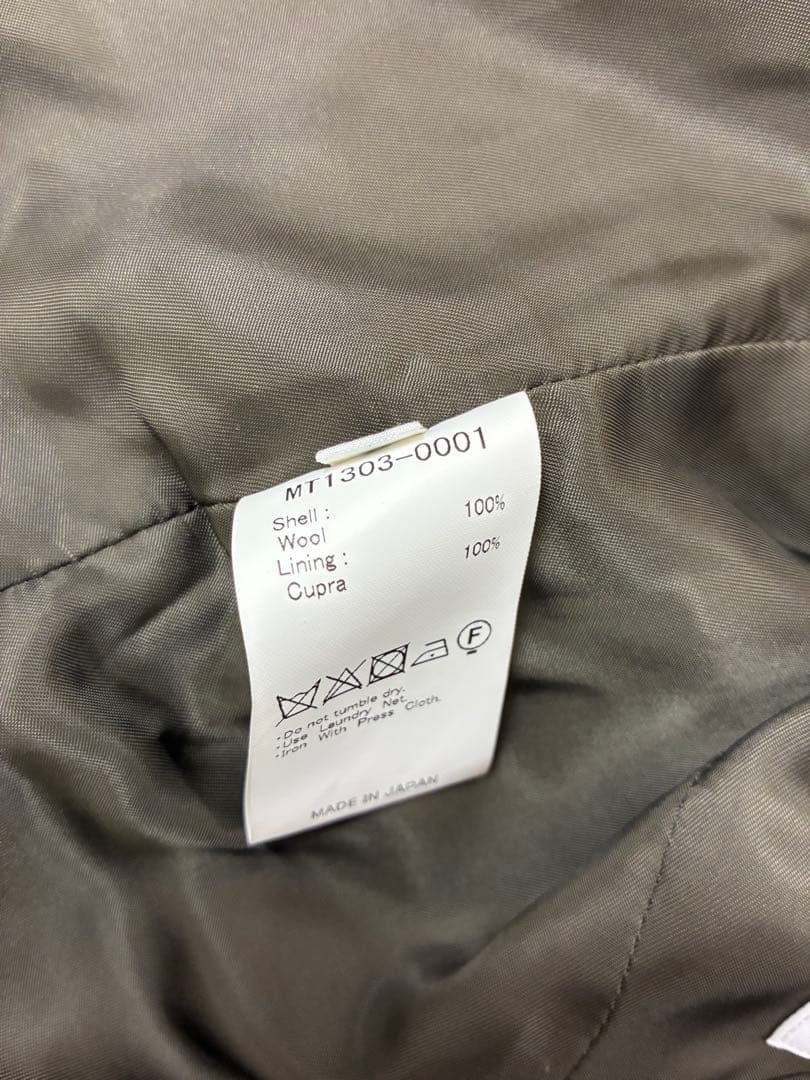 MT1303-0001
Shell :
Wool 100%
Lining :
Cupra 100%
F
·Do not tumble dry.
·Use Laundry Net.
·Iron With Press Cloth.
MADE IN JAPAN